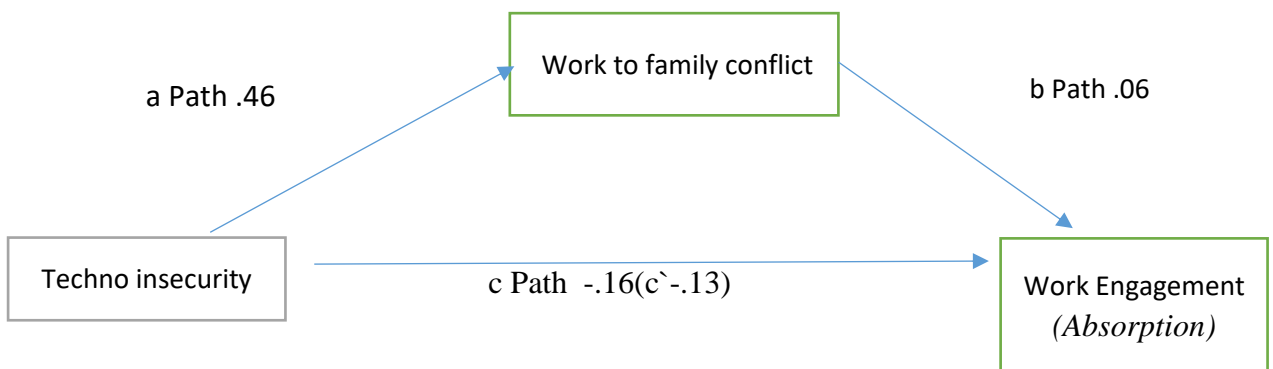 Work to family conflict
a Path .46
b Path .06
Techno insecurity
c Path -.16(c`-.13)
Work Engagement
(Absorption)